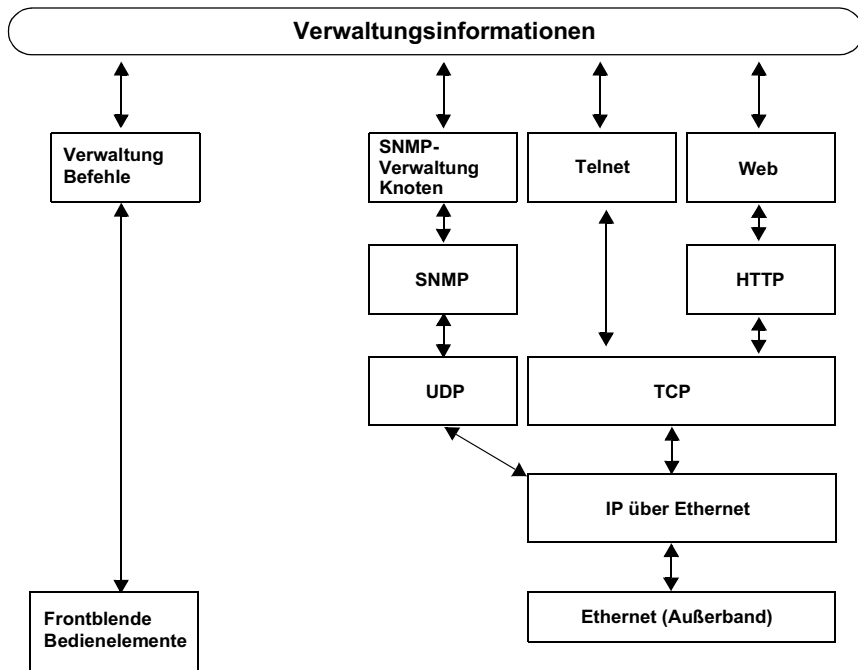 Verwaltungsinformationen
Verwaltung
Befehle
SNMP-
Verwaltung
Knoten
Telnet
Web
SNMP
HTTP
UDP
TCP
IP über Ethernet
Frontblende
Bedienelemente
Ethernet (Außerband)